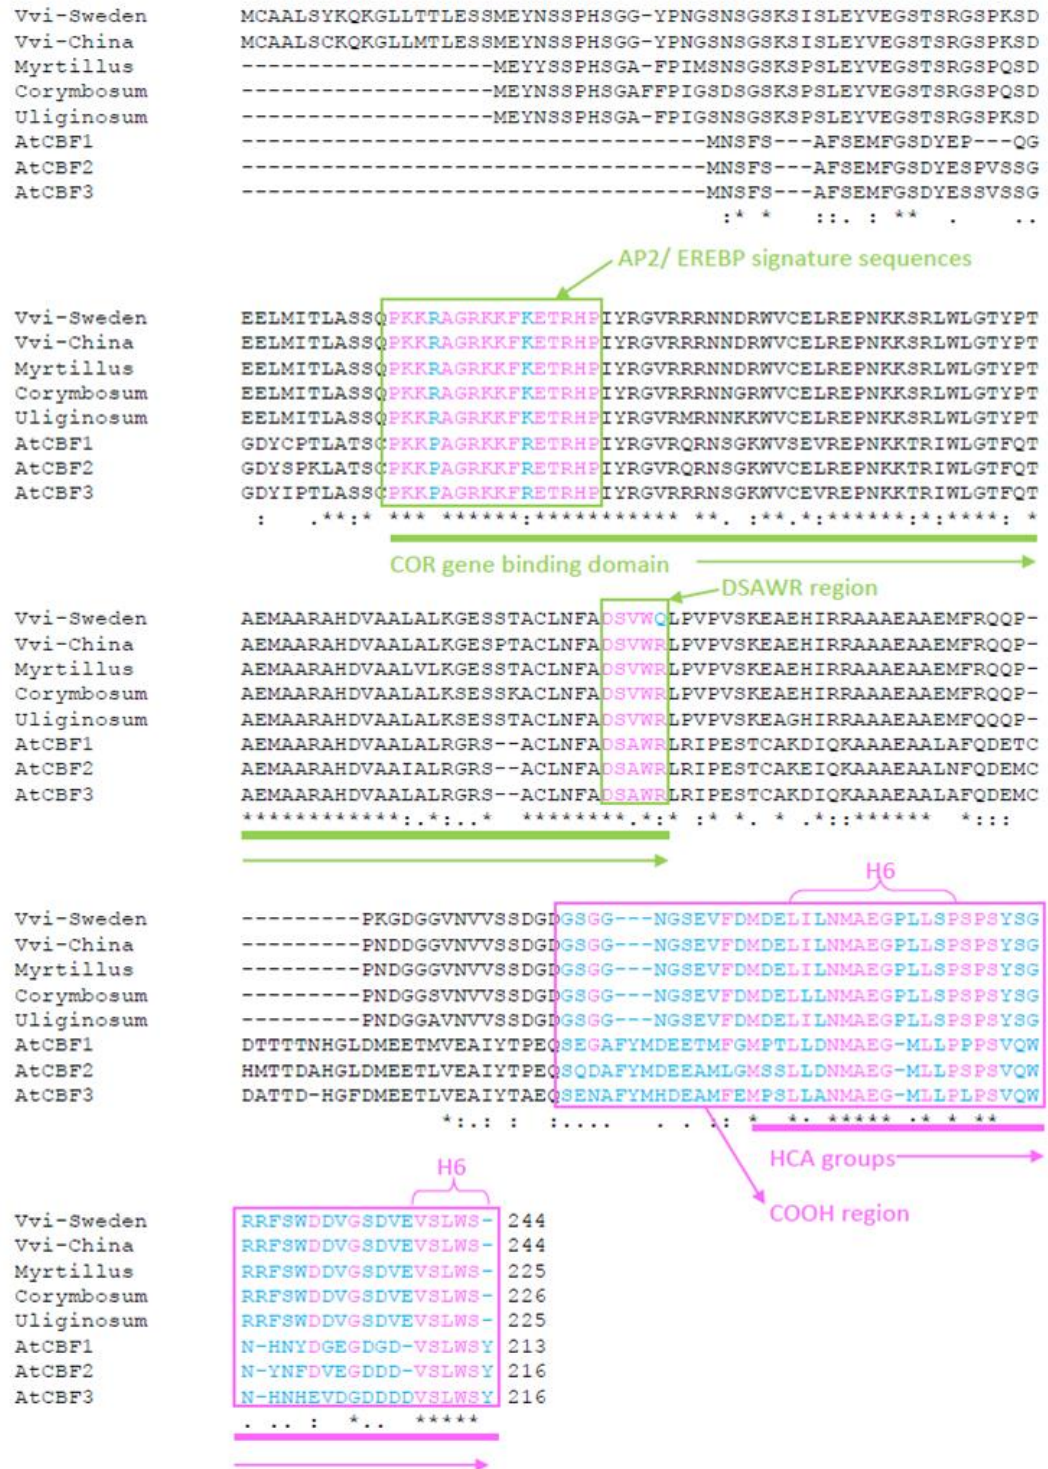 Vvi-Sweden MCAALSYKQKGLLTTLESSMEYNSSPHSGG-YPNGSNSGSKSISLEYVEGSTSRGSPKSD
Vvi-China MCAALSCKQKGLLMTLESSMEYNSSPHSGG-YPNGSNSGSKSISLEYVEGSTSRGSPKSD
Myrtillus -------------------MEYYSSPHSGA-FPIMSNSGSKSPSLEYVEGSTSRGSPQSD
Corymbosum -------------------MEYNSSPHSGAFFPIGSDSGSKSPSLEYVEGSTSRGSPQSD
Uliginosum -------------------MEYNSSPHSGA-FPIGSNSGSKSPSLEYVEGSTSRGSPKSD
AtCBF1 -----------------------------------MNSFS---AFSEMFGSDYEP---QG
AtCBF2 -----------------------------------MNSFS---AFSEMFGSDYESPVSSG
AtCBF3 -----------------------------------MNSFS---AFSEMFGSDYESSVSSG
:* * ::. : ** . ..
AP2/ EREBP signature sequences
Vvi-Sweden EELMITLASSQPKKRAGRKKFKETRHPIYRGVRRRNNDRWVCELREPNKKSRLWLGTYPT
Vvi-China EELMITLASSQPKKRAGRKKFKETRHPIYRGVRRRNNDRWVCELREPNKKSRLWLGTYPT
Myrtillus EELMITLASSQPKKRAGRKKFKETRHPIYRGVRRRNNDRWVCELREPNKKSRLWLGTYPT
Corymbosum EELMITLASSQPKKRAGRKKFKETRHPIYRGVRRRNNGRWVCELREPNKKSRLWLGTYPT
Uliginosum EELMITLASSQPKKRAGRKKFKETRHPIYRGVRMRNNKKWVCELREPNKKSRLWLGTYPT
AtCBF1 GDYCPTLATSCPKKPAGRKKFRETRHPIYRGVRQRNSGKWVSEVREPNKKTRIWLGTFQT
AtCBF2 GDYSPKLATSCPKKPAGRKKFRETRHPIYRGVRQRNSGKWVCELREPNKKTRIWLGTFQT
AtCBF3 GDYIPTLASSCPKKPAGRKKFRETRHPIYRGVRRRNSGKWVCEVREPNKKTRIWLGTFQT
: .**:* *** ******:*********** **. :**.*:******:*:****: *
COR gene binding domain
DSAWR region
Vvi-Sweden AEMAARAHDVAALALKGESSTACLNFADSVWQLPVPVSKEAEHIRRAAAEAAEMFRQQP-
Vvi-China AEMAARAHDVAALALKGESPTACLNFADSVWRLPVPVSKEAEHIRRAAAEAAEMFRQQP-
Myrtillus AEMAARAHDVAALVLKGESSTACLNFADSVWRLPVPVSKEAEHIRRAAAEAAEMFRQQP-
Corymbosum AEMAARAHDVAALALKSESSKACLNFADSVWRLPVPVSKEAEHIRRAAAEAAEMFRQQP-
Uliginosum AEMAARAHDVAALALKSESSTACLNFADSVWRLPVPVSKEAGHIRRAAAEAAEMFQQQP-
AtCBF1 AEMAARAHDVAALALRGRS--ACLNFADSAWRLRIPESTCAKDIQKAAAEAALAFQDETC
AtCBF2 AEMAARAHDVAAIALRGRS--ACLNFADSAWRLRIPESTCAKEIQKAAAEAALNFQDEMC
AtCBF3 AEMAARAHDVAALALRGRS--ACLNFADSAWRLRIPESTCAKDIQKAAAEAALAFQDEMC
************:.*:..* ********.*:* :* *. * .*::****** *:::
H6
Vvi-Sweden ---------PKGDGGVNVVSSDGDGSGG---NGSEVFDMDELILNMAEGPLLSPSPSYSG
Vvi-China ---------PNDDGGVNVVSSDGDGSGG---NGSEVFDMDELILNMAEGPLLSPSPSYSG
Myrtillus ---------PNDGGGVNVVSSDGDGSGG---NGSEVFDMDELILNMAEGPLLSPSPSYSG
Corymbosum ---------PNDGGSVNVVSSDGDGSGG---NGSEVFDMDELLLNMAEGPLLSPSPSYSG
Uliginosum ---------PNDGGAVNVVSSDGDGSGG---NGSEVFDMDELILNMAEGPLLSPSPSYSG
AtCBF1 DTTTTNHGLDMEETMVEAIYTPEQSEGAFYMDEETMFGMPTLLDNMAEG-MLLPPPSVQW
AtCBF2 HMTTDAHGLDMEETLVEAIYTPEQSQDAFYMDEEAMLGMSSLLDNMAEG-MLLPSPSVQW
AtCBF3 DATTD-HGFDMEETLVEAIYTAEQSENAFYMHDEAMFEMPSLLANMAEG-MLLPLPSVQW
*:.: : :.... . . .: * *: ***** .* * **
HCA groups
COOH region
H6
Vvi-Sweden RRFSWDDVGSDVEVSLWS- 244
Vvi-China RRFSWDDVGSDVEVSLWS- 244
Myrtillus RRFSWDDVGSDVEVSLWS- 225
Corymbosum RRFSWDDVGSDVEVSLWS- 226
Uliginosum RRFSWDDVGSDVEVSLWS- 225
AtCBF1 N-HNYDGEGDGD-VSLWSY 213
AtCBF2 N-YNFDVEGDDD-VSLWSY 216
AtCBF3 N-HNHEVDGDDDDVSLWSY 216
. .. : *.. *****